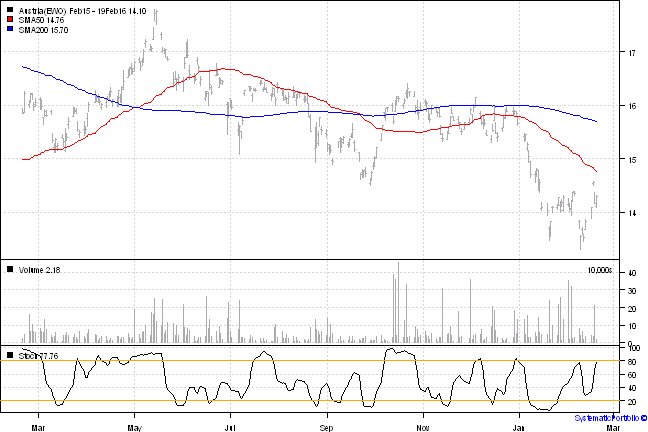 Austria(EWO) Feb15 - 19Feb16 14.18
SMA50 14.76
SMA200 15.70
17
16
15
14
Volume 2.18
10,000s
40
30
20
10
0
Stoch 77.76
100
80
60
40
20
Mar May Jul Sep Nov Jan Mar
SystematicPortfolio ©